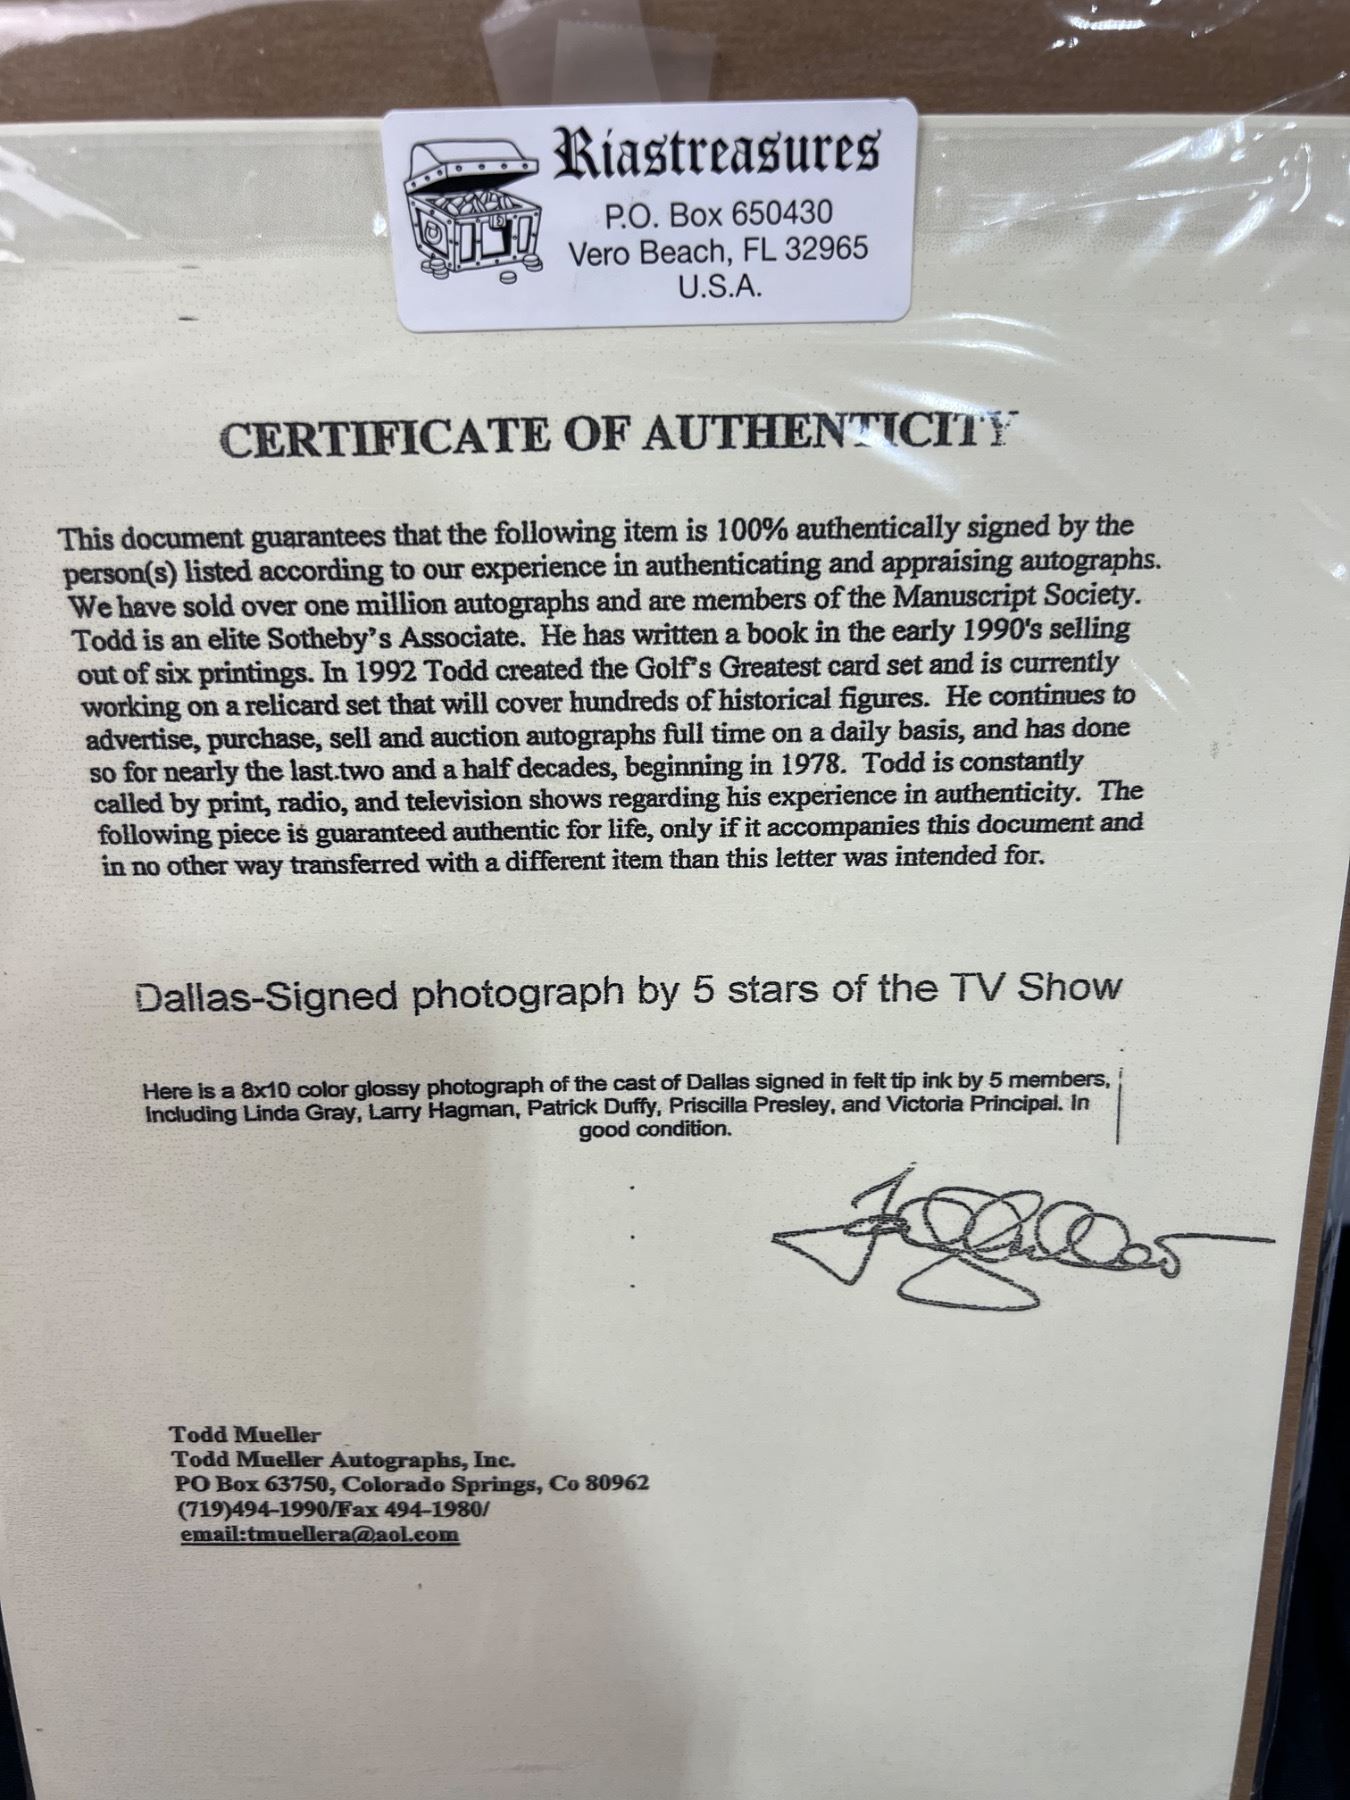 Riastreasures
P.O. Box 650430
Vero Beach, FL 32965
U.S.A.
CERTIFICATE OF AUTHENTICITY
This document guarantees that the following item is 100% authentically signed by the
person(s) listed according to our experience in authenticating and appraising autographs.
We have sold over one million autographs and are members of the Manuscript Society.
Todd is an elite Sotheby's Associate. He has written a book in the early 1990's selling
out of six printings. In 1992 Todd created the Golf's Greatest card set and is currently
working on a relicard set that will cover hundreds of historical figures. He continues to
advertise, purchase, sell and auction autographs full time on a daily basis, and has done
so for nearly the last.two and a half decades, beginning in 1978. Todd is constantly
called by print, radio, and television shows regarding his experience in authenticity. The
following piece is guaranteed authentic for life, only if it accompanies this document and
in no other way transferred with a different item than this letter was intended for.
Dallas-Signed photograph by 5 stars of the TV Show
Here is a 8x10 color glossy photograph of the cast of Dallas signed in felt tip ink by 5 members,
including Linda Gray, Larry Hagman, Patrick Duffy, Priscilla Presley, and Victoria Principal. In
good condition.
Todd Mueller
Todd Mueller Autographs, Inc.
PO Box 63750, Colorado Springs, Co 80962
(719)494-1990/Fax 494-1980/
email:tmuellera@aol.com